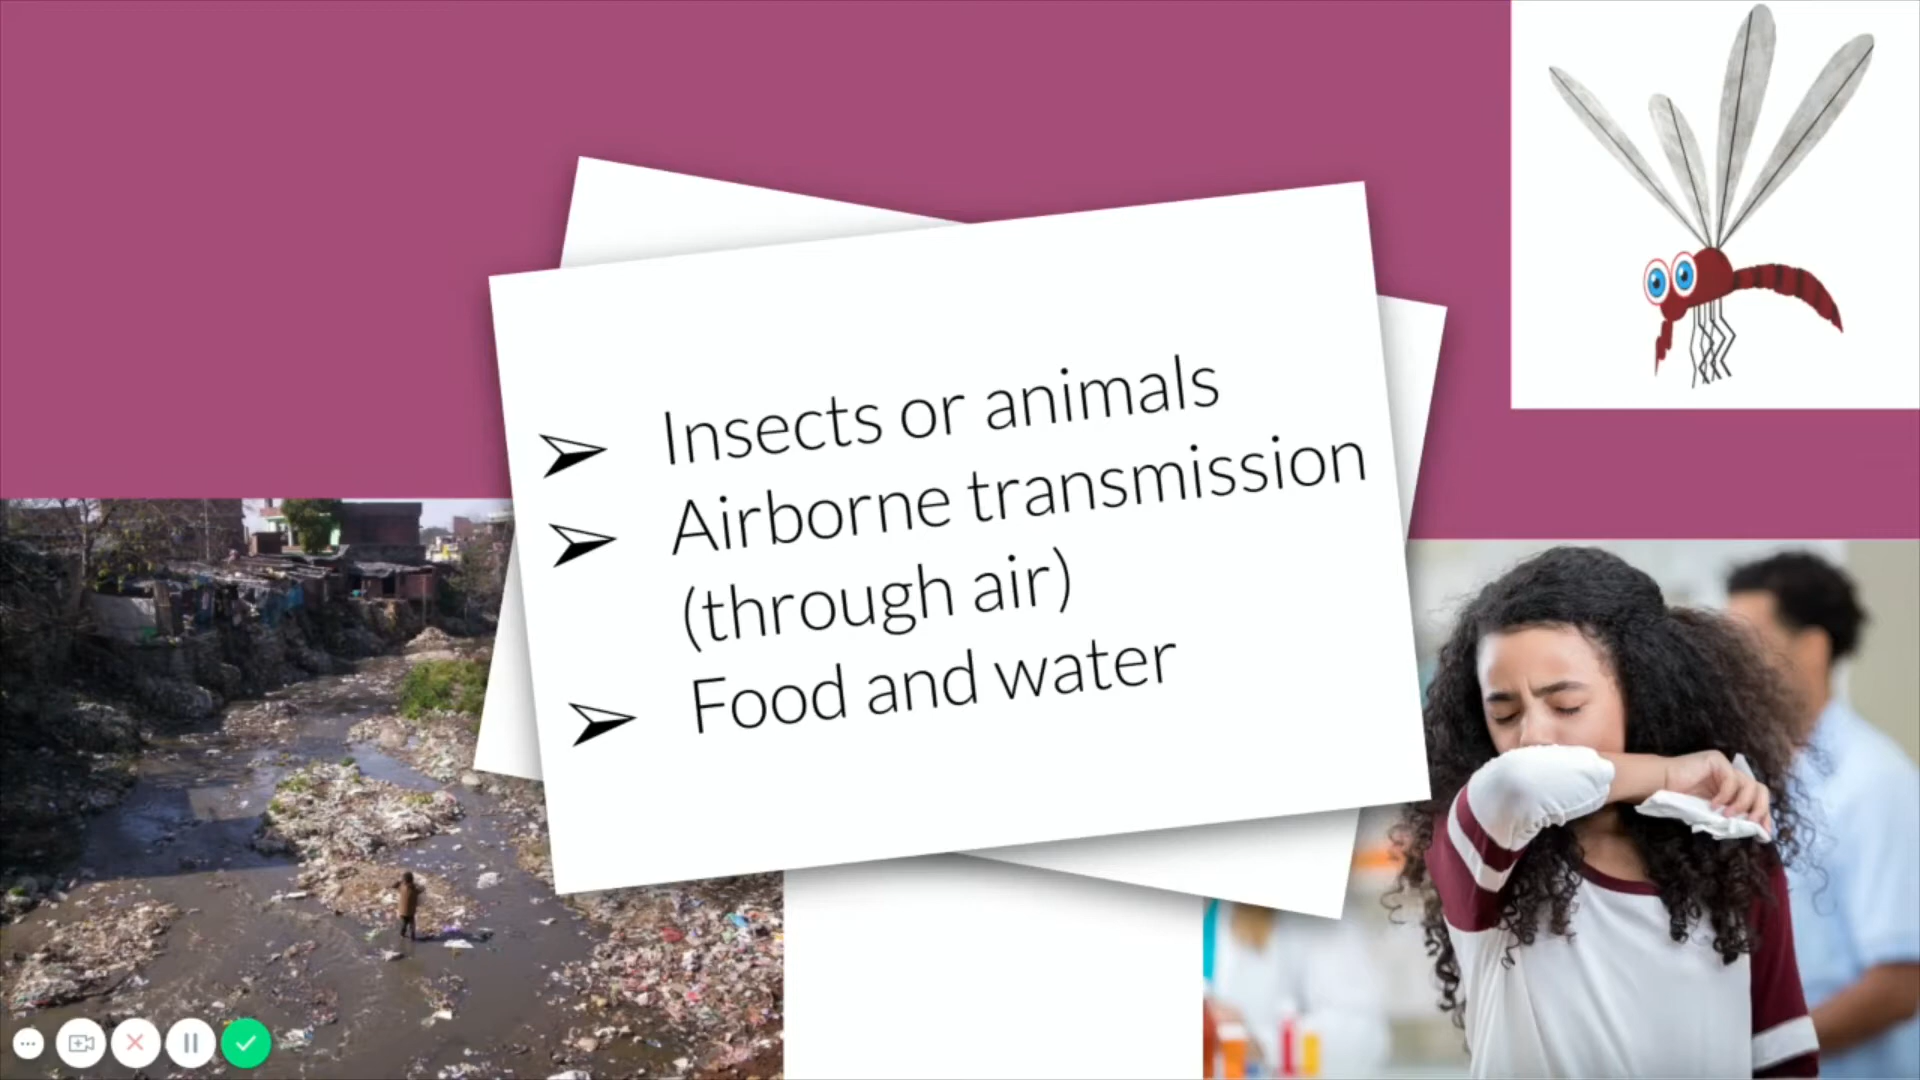 Insects or animals
Airborne transmission
(through air)
Food and water